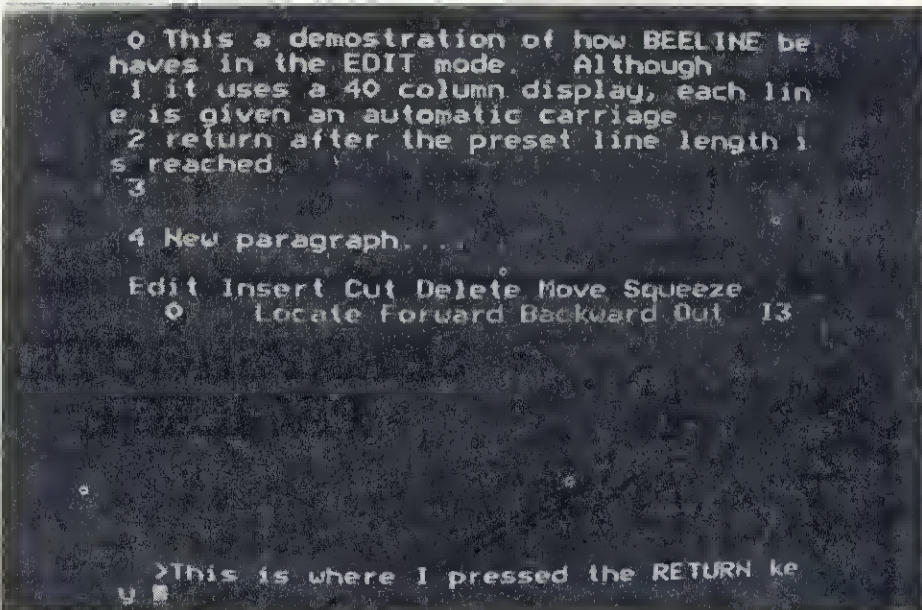 0 This a demostration of how BEELINE be
haves in the EDIT mode.   Although
1 it uses a 40 column display, each lin
e is given an automatic carriage
2 return after the preset line length i
s reached
3
4 New paragraph....
Edit Insert Cut Delete Move Squeeze
0    Locate Forward Backward Out  13
>This is where I pressed the RETURN ke
y